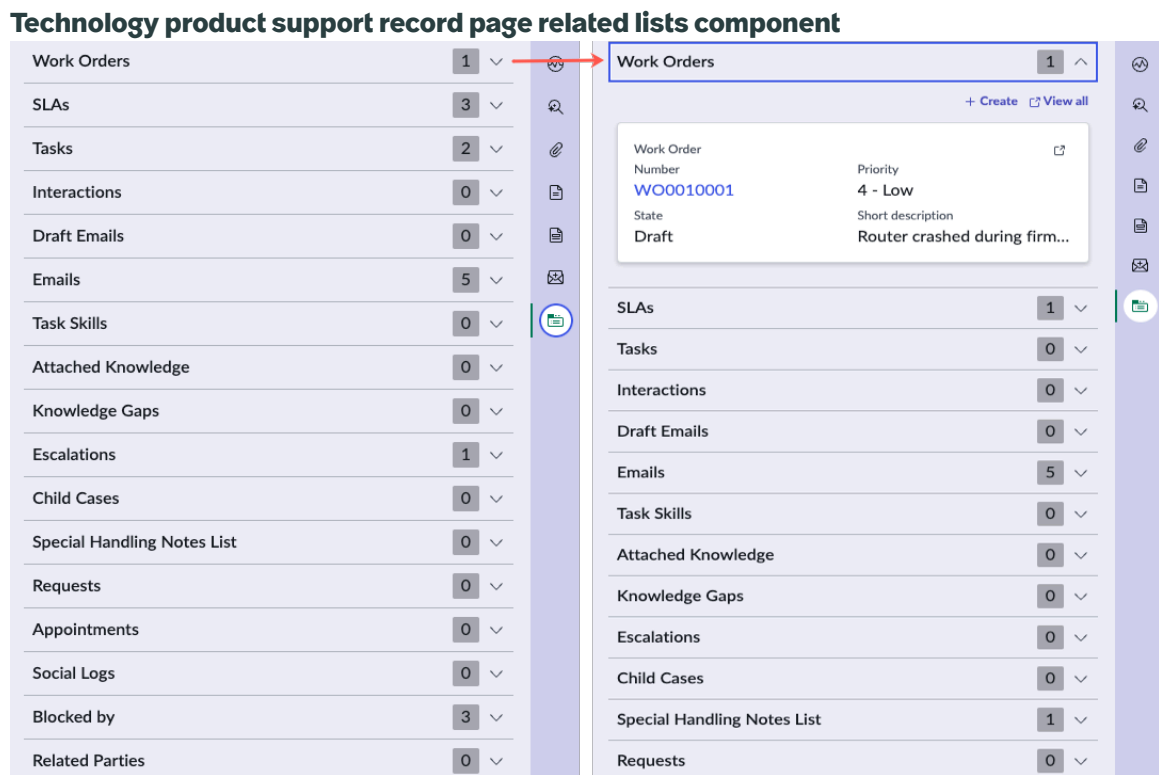 Technology product support record page related lists component
Work Orders 1
SLAs 3
Tasks 2
Interactions 0
Draft Emails 0
Emails 5
Task Skills 0
Attached Knowledge 0
Knowledge Gaps 0
Escalations 1
Child Cases 0
Special Handling Notes List 0
Requests 0
Appointments 0
Social Logs 0
Blocked by 3
Related Parties 0
Work Orders 1
+ Create View all
Work Order
Number Priority
WO0010001 4 - Low
State Short description
Draft Router crashed during firm...
SLAs 1
Tasks 0
Interactions 0
Draft Emails 0
Emails 5
Task Skills 0
Attached Knowledge 0
Knowledge Gaps 0
Escalations 0
Child Cases 0
Special Handling Notes List 1
Requests 0